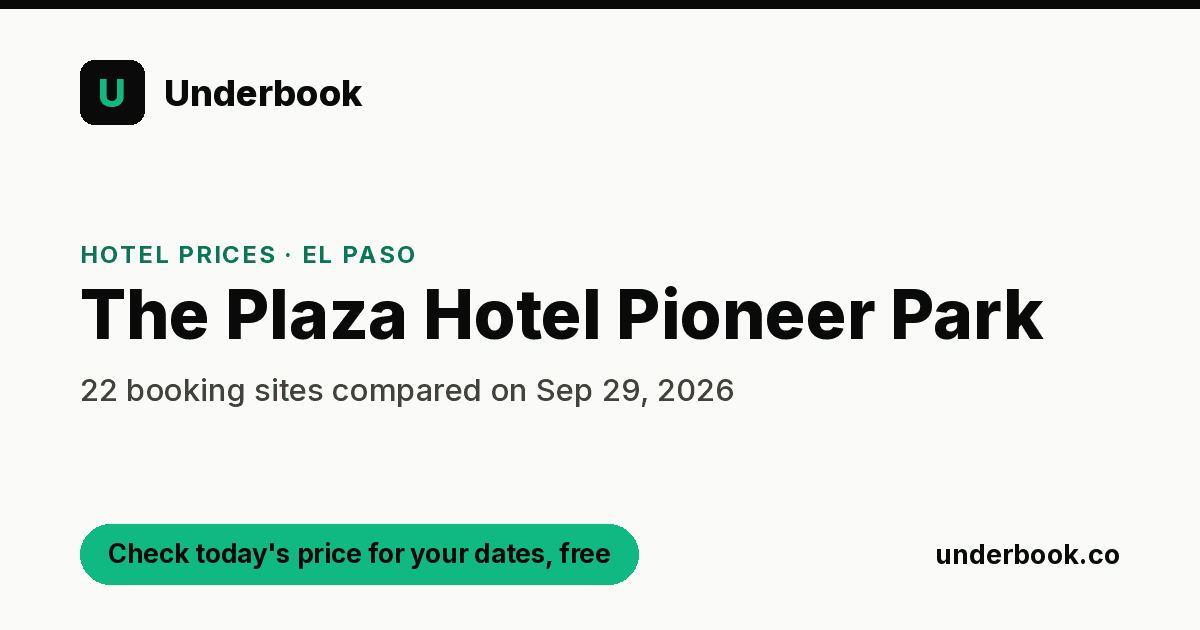 U Underbook
HOTEL PRICES · EL PASO
The Plaza Hotel Pioneer Park
22 booking sites compared on Sep 29, 2026
Check today's price for your dates, free
underbook.co